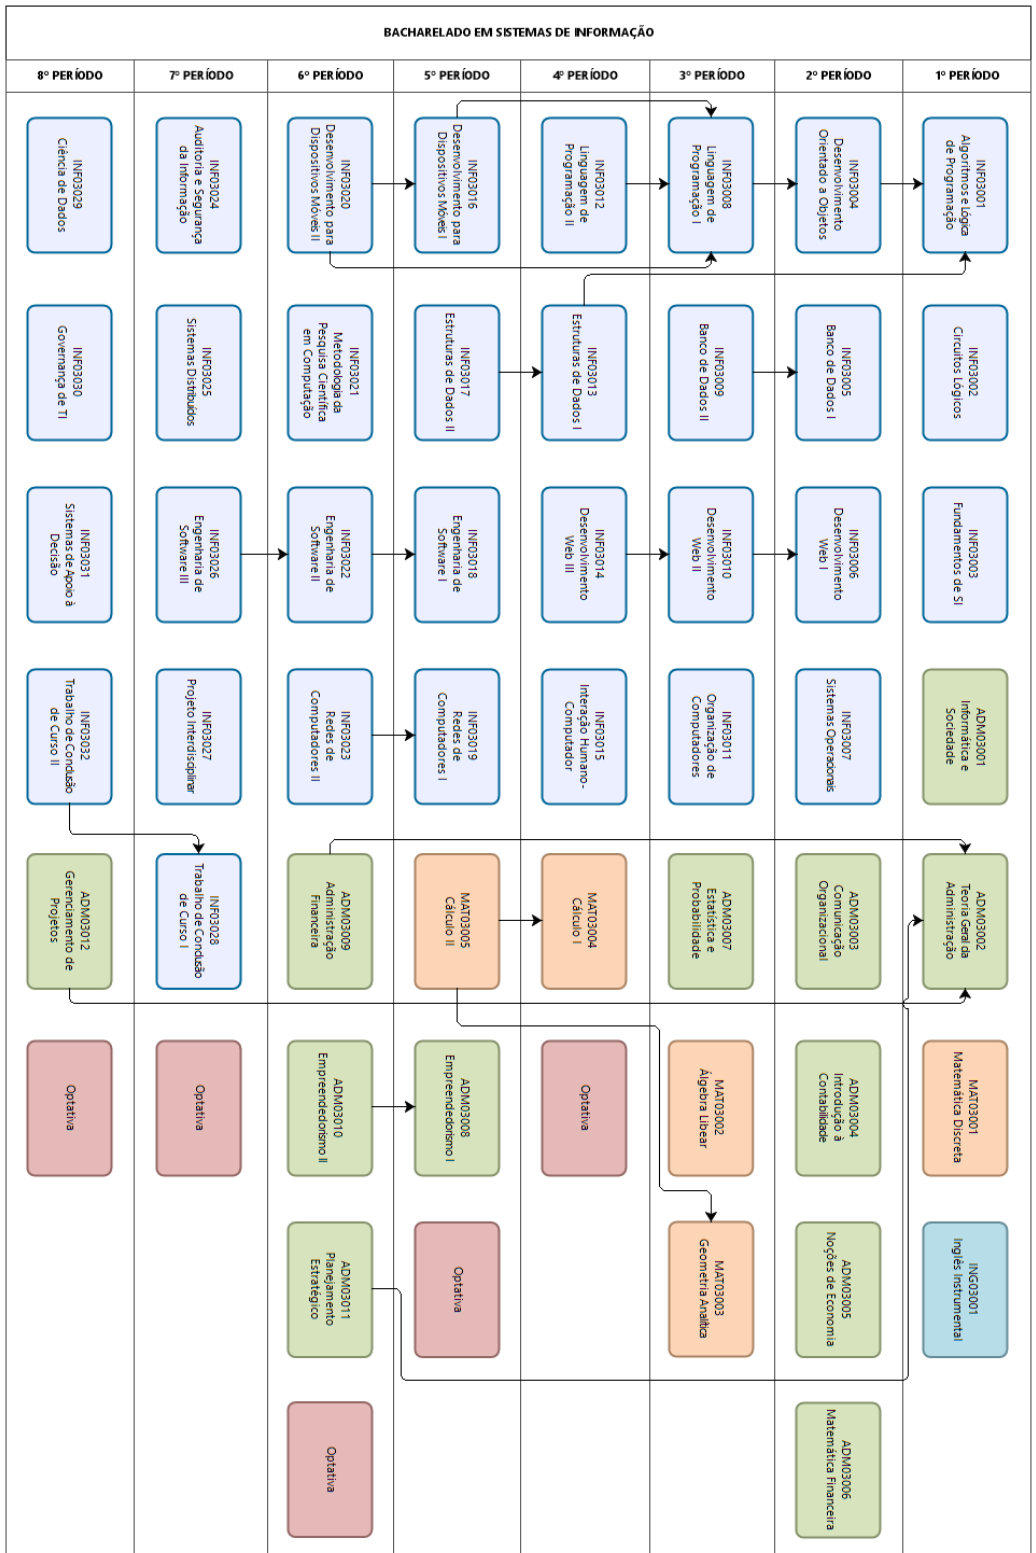 BACHARELADO EM SISTEMAS DE INFORMAÇÃO
8º PERÍODO
7º PERÍODO
6º PERÍODO
5º PERÍODO
4º PERÍODO
3º PERÍODO
2º PERÍODO
1º PERÍODO
INF03029
Ciência de Dados
INF03024
Auditoria e Segurança
da Informação
INF03020
Desenvolvimento para
Dispositivos Móveis II
INF03016
Desenvolvimento para
Dispositivos Móveis I
INF03012
Linguagem de
Programação II
INF03008
Linguagem de
Programação I
INF03004
Desenvolvimento
Orientado a Objetos
INF03001
Algoritmos e Lógica
de Programação
INF03030
Governança de TI
INF03025
Sistemas Distribuídos
INF03021
Metodologia da
Pesquisa Científica
em Computação
INF03017
Estruturas de Dados II
INF03013
Estruturas de Dados I
INF03009
Banco de Dados II
INF03005
Banco de Dados I
INF03002
Circuitos Lógicos
INF03031
Sistemas de Apoio à
Decisão
INF03026
Engenharia de
Software III
INF03022
Engenharia de
Software II
INF03018
Engenharia de
Software I
INF03014
Desenvolvimento
Web III
INF03010
Desenvolvimento
Web II
INF03006
Desenvolvimento
Web I
INF03003
Fundamentos de SI
INF03032
Trabalho de Condusão
de Curso II
INF03027
Projeto Interdisciplinar
INF03023
Redes de
Computadores II
INF03019
Redes de
Computadores I
INF03015
Interação Humano-
Computador
INF03011
Organização de
Computadores
INF03007
Sistemas Operacionais
ADM03001
Informática e
Sociedade
ADM03012
Gerenciamento de
Projetos
INF03028
Trabalho de Condusão
de Curso I
ADM03009
Administração
Financeira
MAT03005
Cálculo II
MAT03004
Cálculo I
ADM03007
Estatística e
Probabilidade
ADM03003
Comunicação
Organizacional
ADM03002
Teoria Geral da
Administração
Optativa
Optativa
ADM03010
Empreendedorismo II
ADM03008
Empreendedorismo I
Optativa
MAT03002
Álgebra Libear
ADM03004
Introdução à
Contabilidade
MAT03001
Matemática Discreta
ADM03011
Planejamento
Estratégico
Optativa
MAT03003
Geometria Analítica
ADM03005
Noções de Economia
ING03001
Inglês Instrumental
Optativa
ADM03006
Matemática Financeira